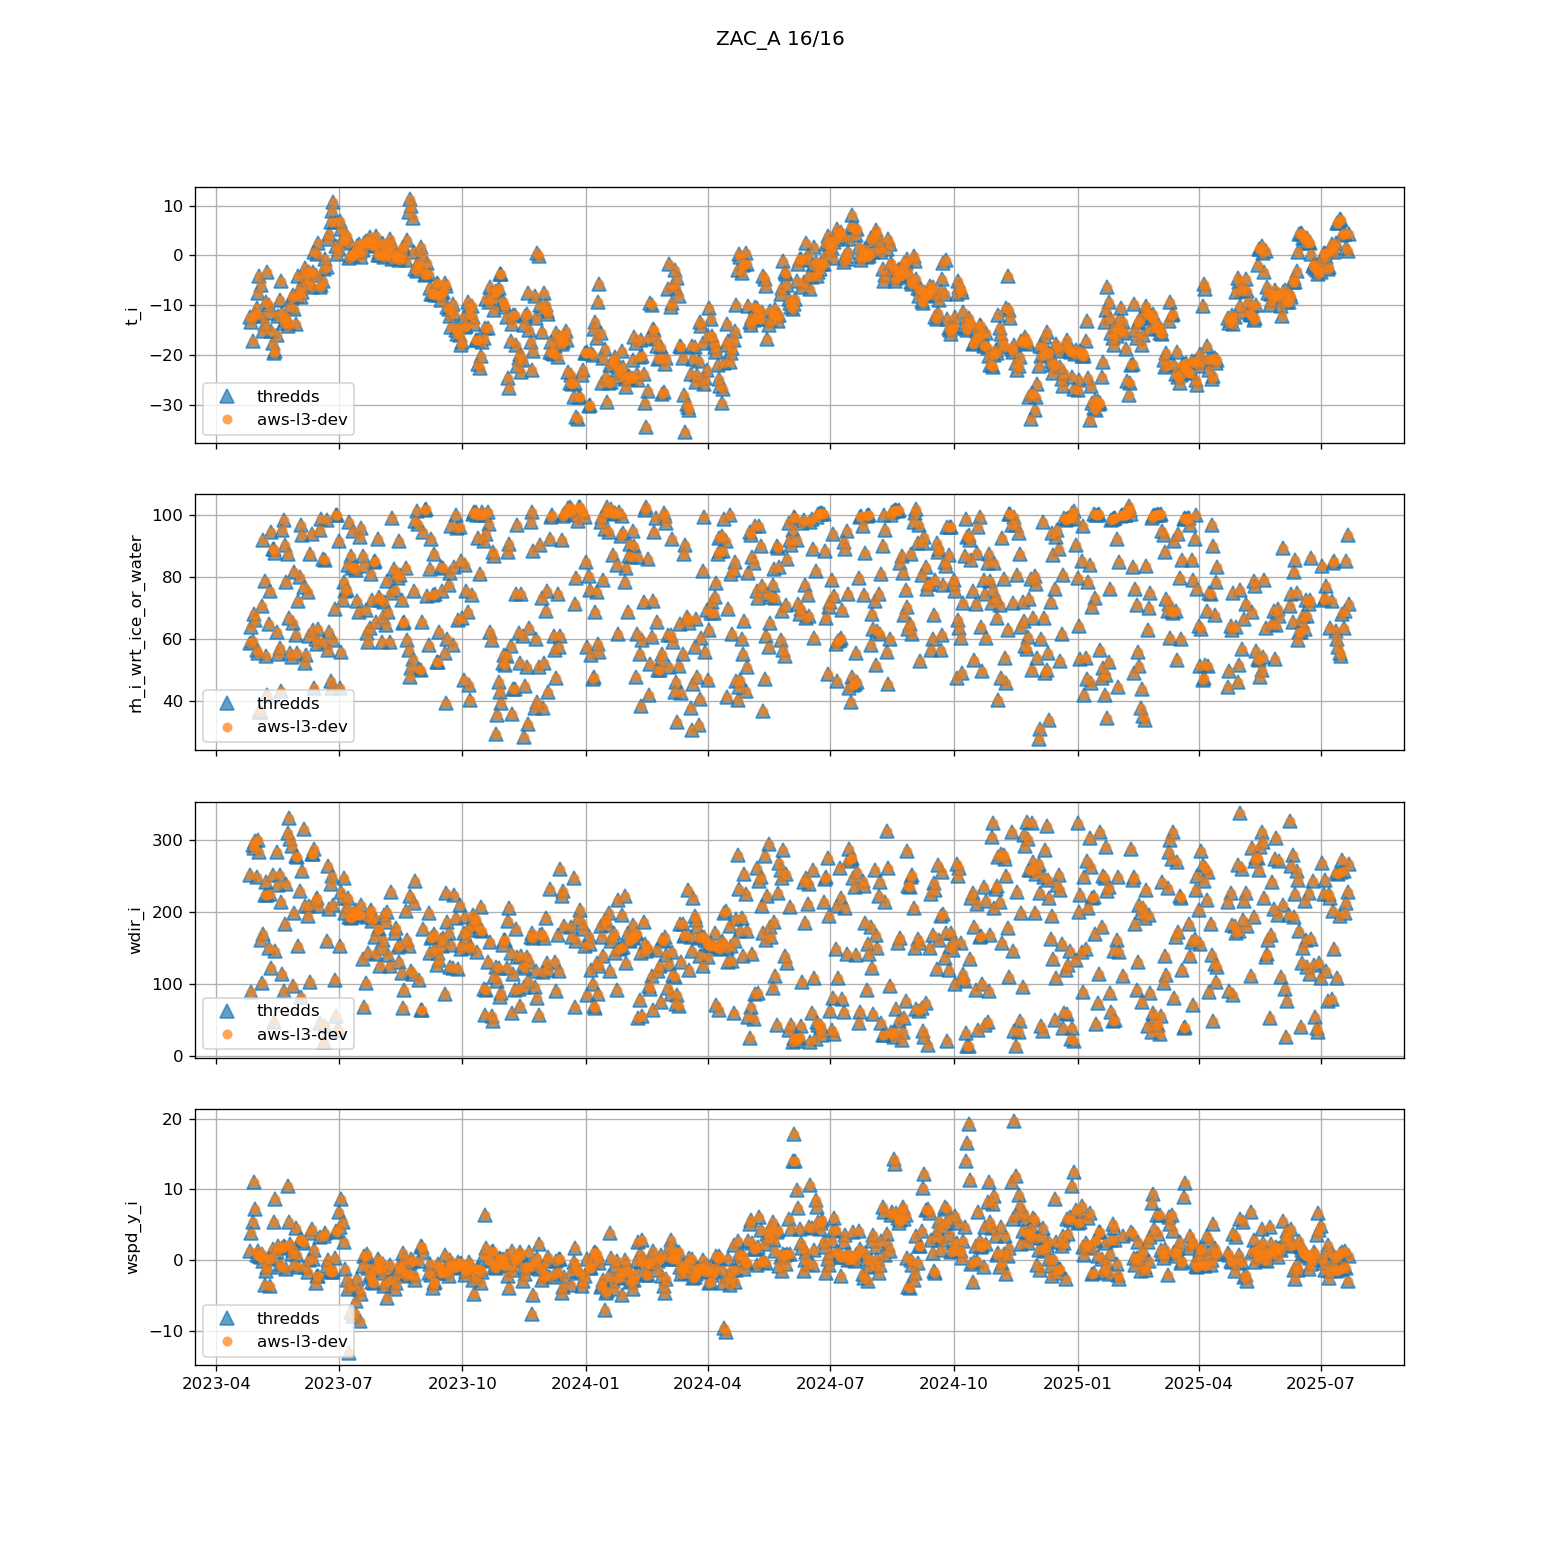 ZAC_A 16/16
t_i
10
0
−10
−20
−30
thredds
aws-l3-dev
rh_i_wrt_ice_or_water
100
80
60
40
thredds
aws-l3-dev
wdir_i
300
200
100
0
thredds
aws-l3-dev
wspd_y_i
20
10
0
−10
thredds
aws-l3-dev
2023-04 2023-07 2023-10 2024-01 2024-04 2024-07 2024-10 2025-01 2025-04 2025-07